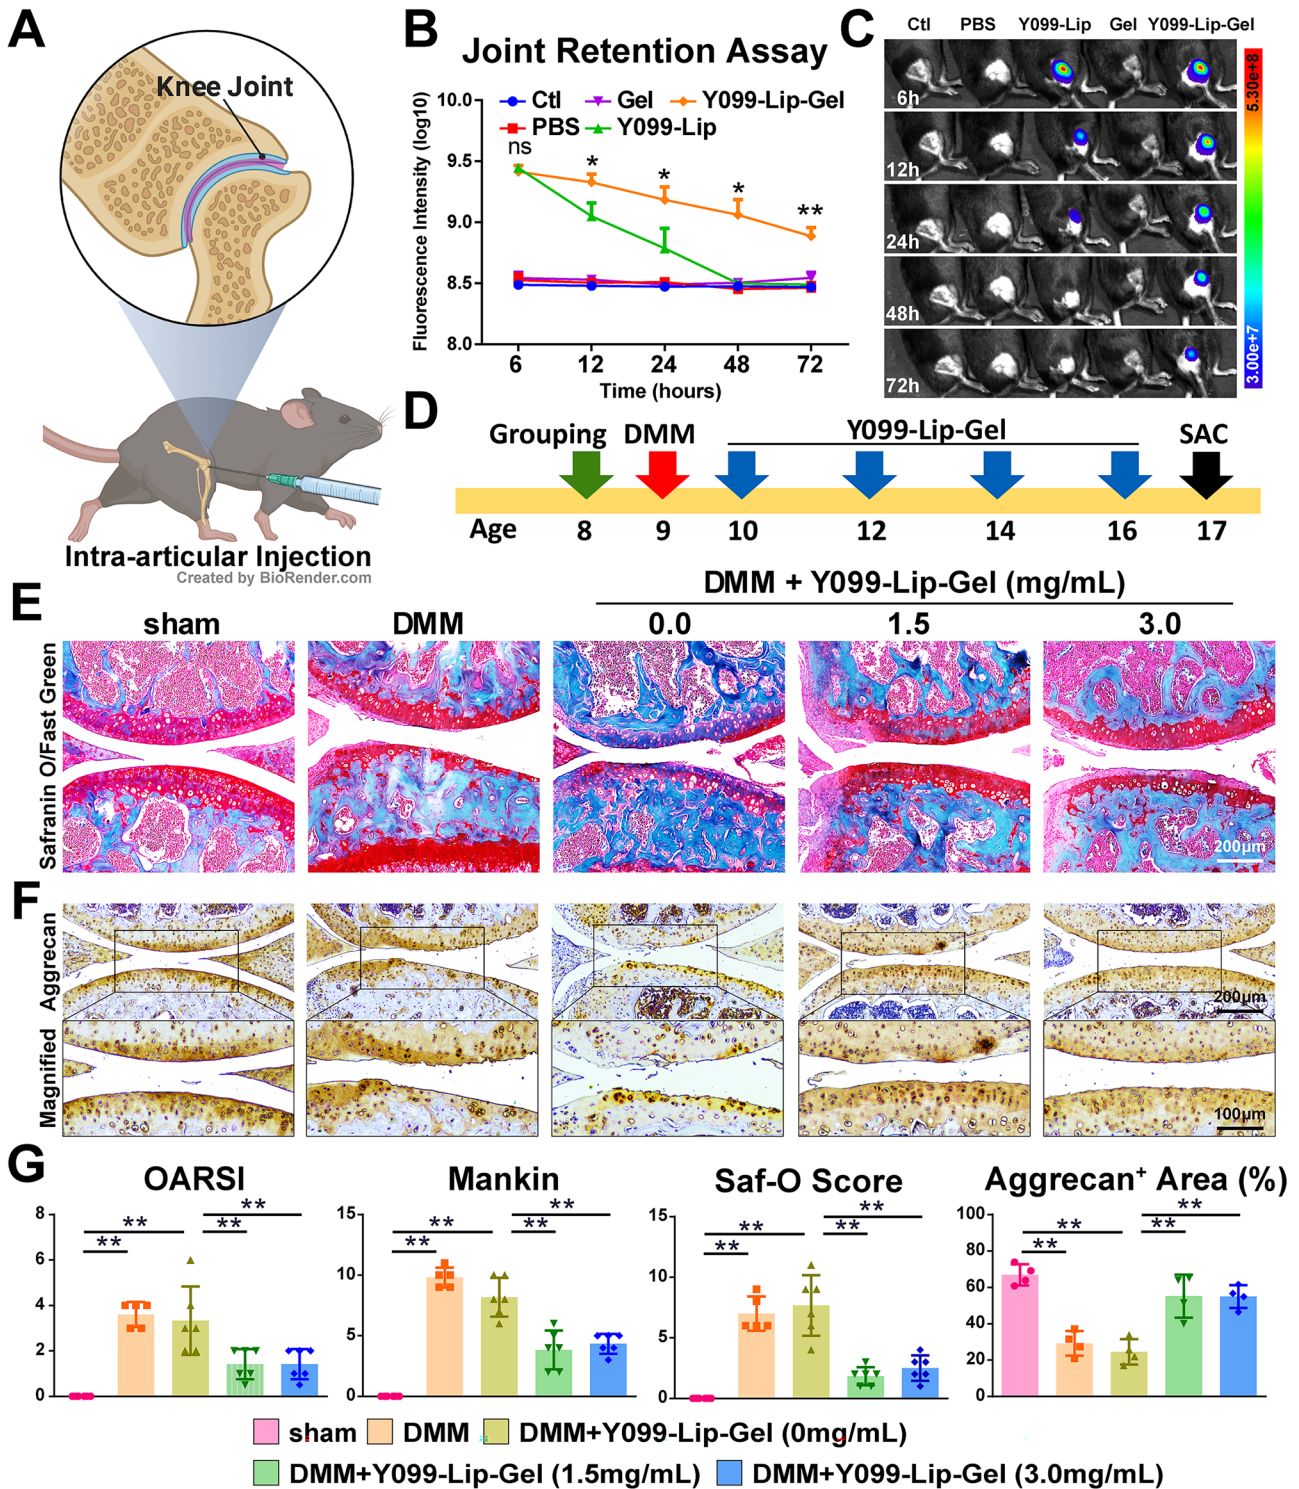 A
Knee Joint
Intra-articular Injection
Created by BioRender.com
B
Joint Retention Assay
Ctl Gel Y099-Lip-Gel
PBS Y099-Lip
Fluorescence Intensity (log10)
10.0
9.5
9.0
8.5
8.0
ns
*
*
*
**
6 12 24 48 72
Time (hours)
C
Ctl PBS Y099-Lip Gel Y099-Lip-Gel
6h
12h
24h
48h
72h
5.30e+8
3.00e+7
D
Grouping DMM Y099-Lip-Gel SAC
Age 8 9 10 12 14 16 17
E
DMM + Y099-Lip-Gel (mg/mL)
sham DMM 0.0 1.5 3.0
Safranin O/Fast Green
200μm
F
Aggrecan
200μm
Magnified
100μm
G
OARSI
8
6
4
2
0
**
**
**
**
Mankin
15
10
5
0
**
**
**
**
Saf-O Score
15
10
5
0
**
**
**
**
Aggrecan+ Area (%)
100
80
60
40
20
0
**
**
**
**
sham DMM DMM+Y099-Lip-Gel (0mg/mL)
DMM+Y099-Lip-Gel (1.5mg/mL) DMM+Y099-Lip-Gel (3.0mg/mL)